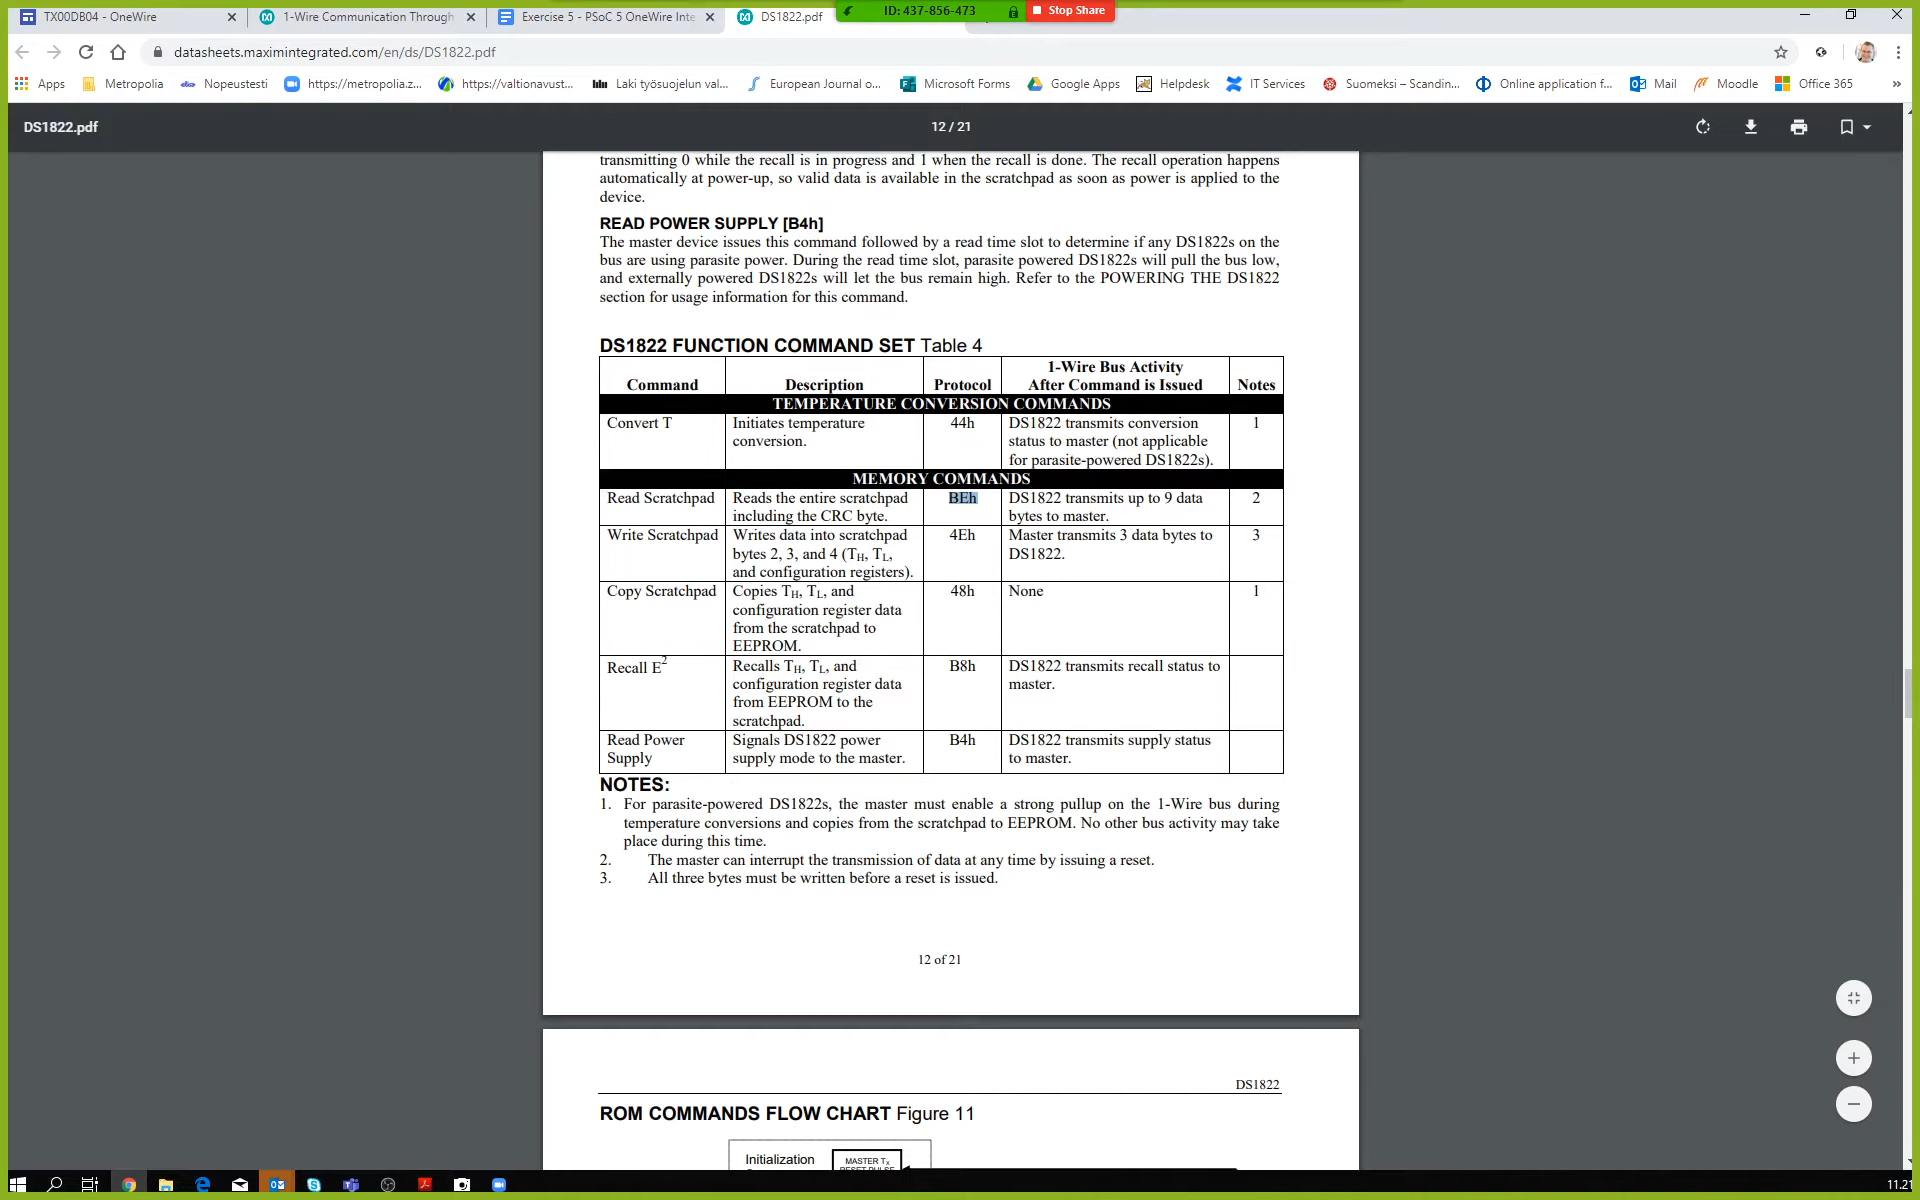 TX00DB04 - OneWire
1-Wire Communication Through
Exercise 5 - PSoC 5 OneWire Inte
DS1822.pdf
ID: 437-856-473
Stop Share
datasheets.maximintegrated.com/en/ds/DS1822.pdf
Apps Metropolia Nopeustesti https://metropolia.z... https://valtionavust... Laki työsuojelun val... European Journal o... Microsoft Forms Google Apps Helpdesk IT Services Suomeksi – Scandin... Online application f... Mail Moodle Office 365 »
DS1822.pdf
12 / 21
transmitting 0 while the recall is in progress and 1 when the recall is done. The recall operation happens
automatically at power-up, so valid data is available in the scratchpad as soon as power is applied to the
device.
READ POWER SUPPLY [B4h]
The master device issues this command followed by a read time slot to determine if any DS1822s on the
bus are using parasite power. During the read time slot, parasite powered DS1822s will pull the bus low,
and externally powered DS1822s will let the bus remain high. Refer to the POWERING THE DS1822
section for usage information for this command.
DS1822 FUNCTION COMMAND SET Table 4
1-Wire Bus Activity
Command Description Protocol After Command is Issued Notes
TEMPERATURE CONVERSION COMMANDS
Convert T Initiates temperature 44h DS1822 transmits conversion 1
conversion. status to master (not applicable
for parasite-powered DS1822s).
MEMORY COMMANDS
Read Scratchpad Reads the entire scratchpad BEh DS1822 transmits up to 9 data 2
including the CRC byte. bytes to master.
Write Scratchpad Writes data into scratchpad 4Eh Master transmits 3 data bytes to 3
bytes 2, 3, and 4 (TH, TL, DS1822.
and configuration registers).
Copy Scratchpad Copies TH, TL, and 48h None 1
configuration register data
from the scratchpad to
EEPROM.
Recall E2 Recalls TH, TL, and B8h DS1822 transmits recall status to
configuration register data master.
from EEPROM to the
scratchpad.
Read Power Signals DS1822 power B4h DS1822 transmits supply status
Supply supply mode to the master. to master.
NOTES:
1. For parasite-powered DS1822s, the master must enable a strong pullup on the 1-Wire bus during
temperature conversions and copies from the scratchpad to EEPROM. No other bus activity may take
place during this time.
2. The master can interrupt the transmission of data at any time by issuing a reset.
3. All three bytes must be written before a reset is issued.
12 of 21
DS1822
ROM COMMANDS FLOW CHART Figure 11
Initialization
MASTER TX
RESET PULSE
11.21